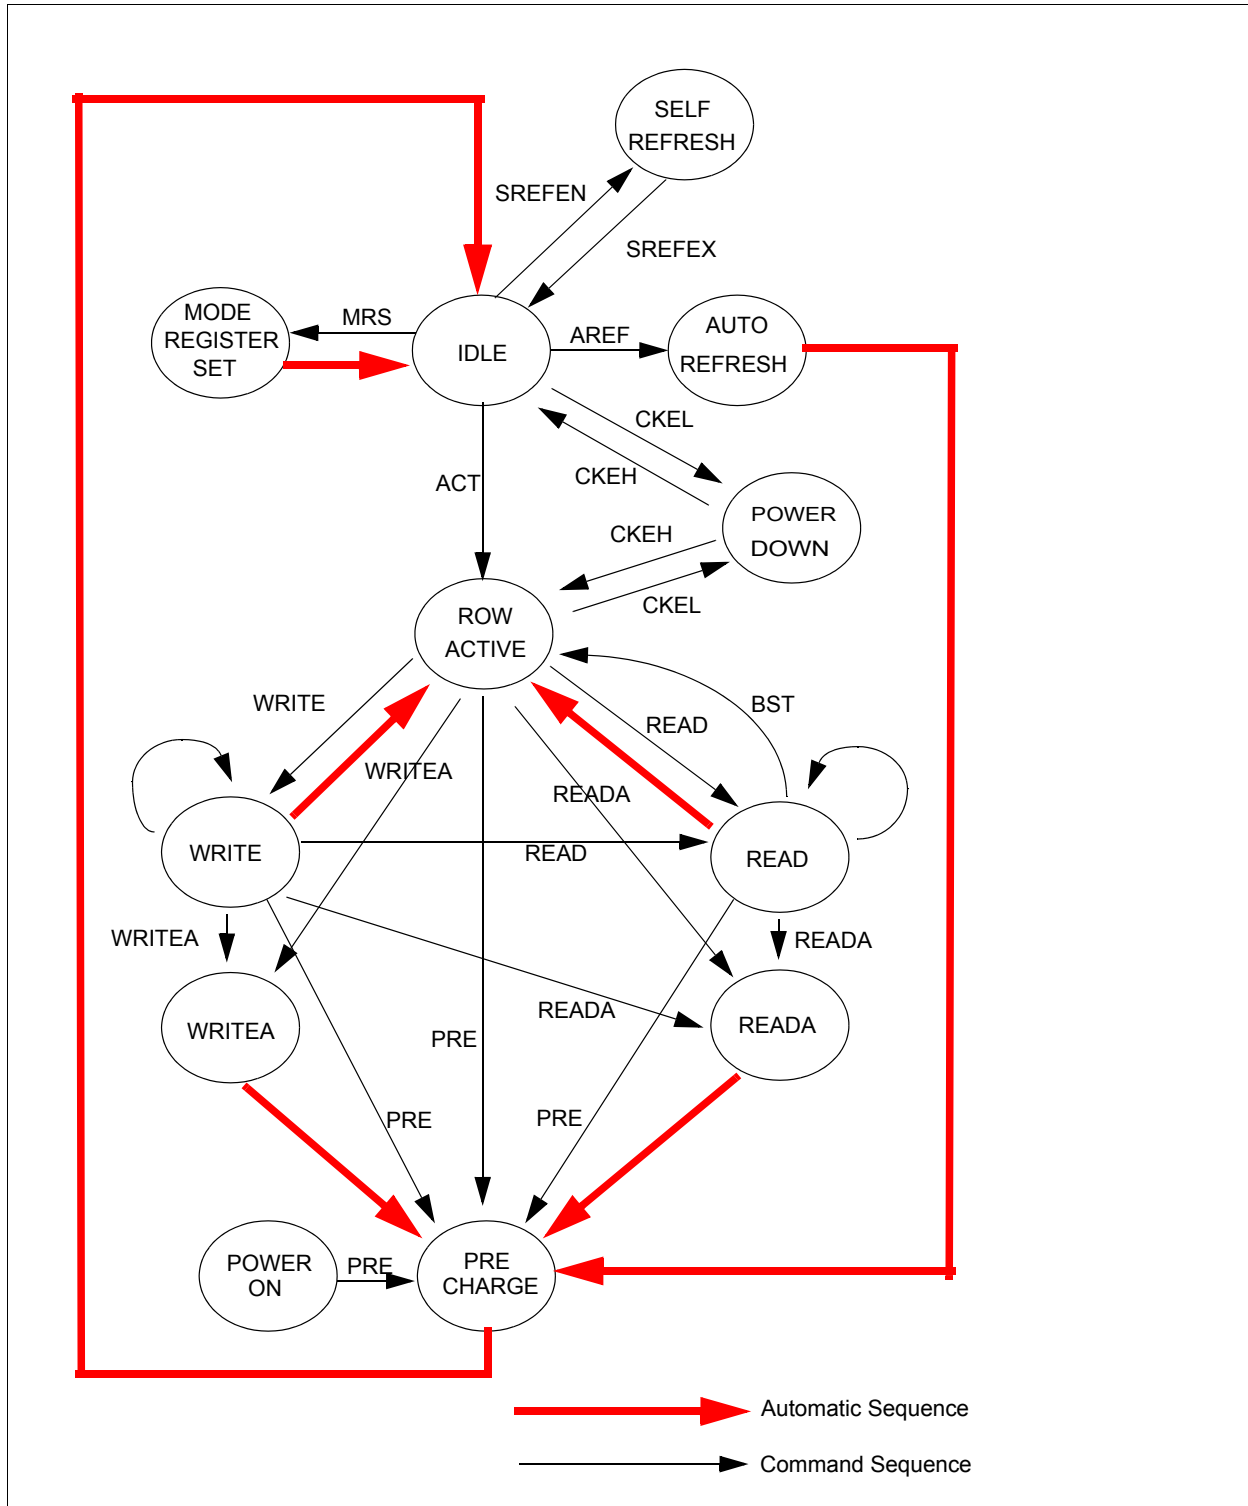 SELF
REFRESH
SREFEN
SREFEX
MODE
REGISTER
SET
MRS
IDLE
AREF
AUTO
REFRESH
CKEL
CKEH
ACT
POWER
DOWN
CKEH
CKEL
ROW
ACTIVE
WRITE
BST
READ
WRITEA
READA
WRITE
READ
READ
WRITEA
READA
READA
WRITEA
READA
PRE
PRE
PRE
POWER
ON
PRE
PRE
CHARGE
Automatic Sequence
Command Sequence